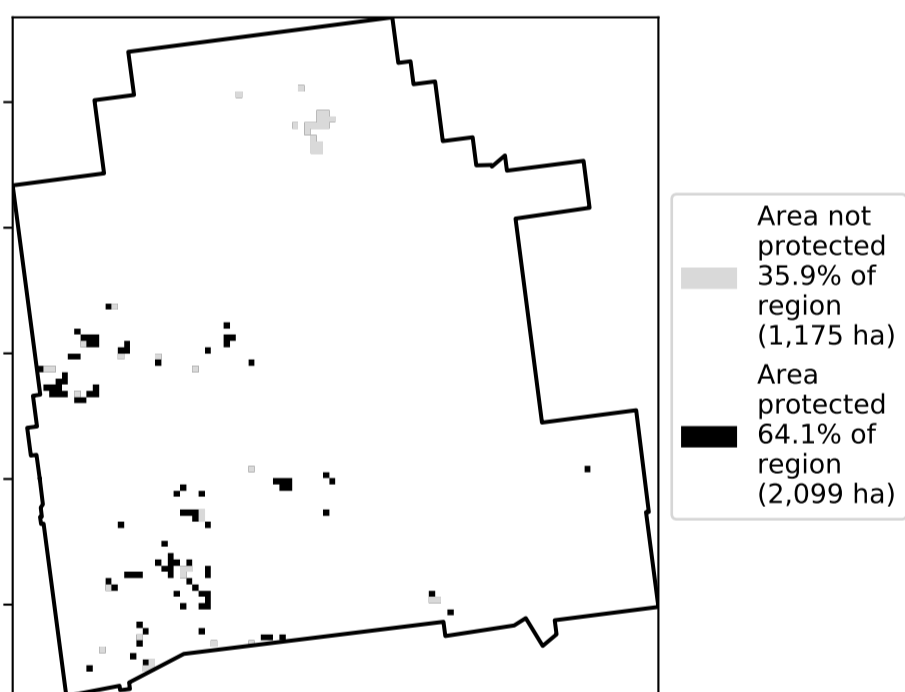 Area not
protected
35.9% of
region
(1,175 ha)
Area
protected
64.1% of
region
(2,099 ha)